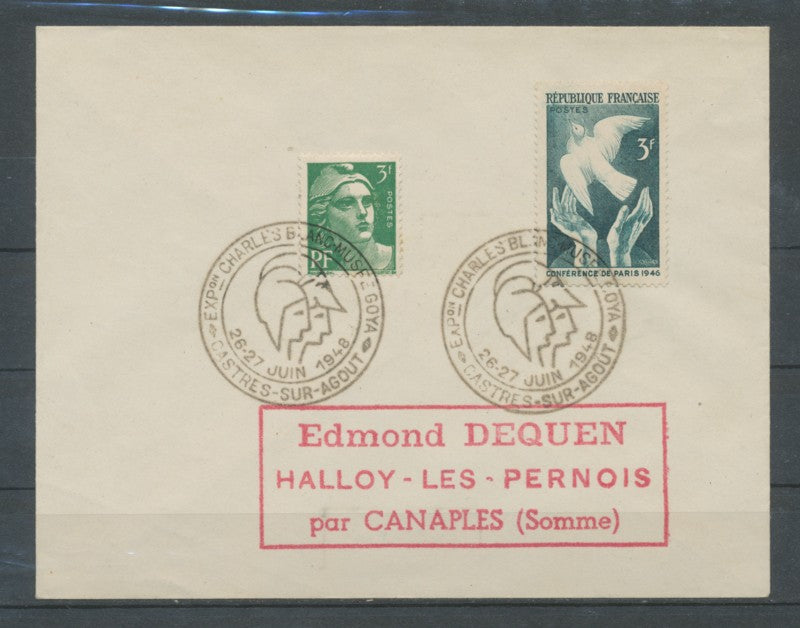 RÉPUBLIQUE FRANÇAISE
POSTES
3F
CONFÉRENCE DE PARIS 1946
3F
POSTES
RF
EXPon CHARLES BLANC-MUSÉE GOYA
26-27 JUIN 1948
CASTRES-SUR-AGOUT
EXPon CHARLES BLANC-MUSÉE GOYA
26-27 JUIN 1948
CASTRES-SUR-AGOUT
Edmond DEQUEN
HALLOY-LES-PERNOIS
par CANAPLES (Somme)